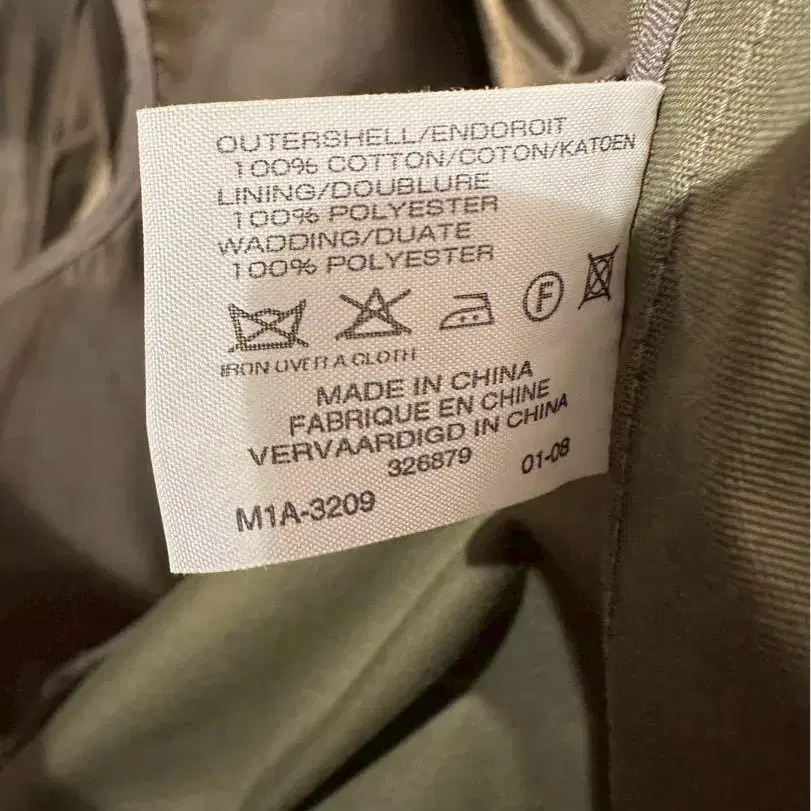 OUTERSHELL/ENDOROIT
100% COTTON/COTON/KATOEN
LINING/DOUBLURE
100% POLYESTER
WADDING/DUATE
100% POLYESTER
F
IRON OVER A CLOTH
MADE IN CHINA
FABRIQUE EN CHINE
VERVAARDIGD IN CHINA
326879 01-08
M1A-3209